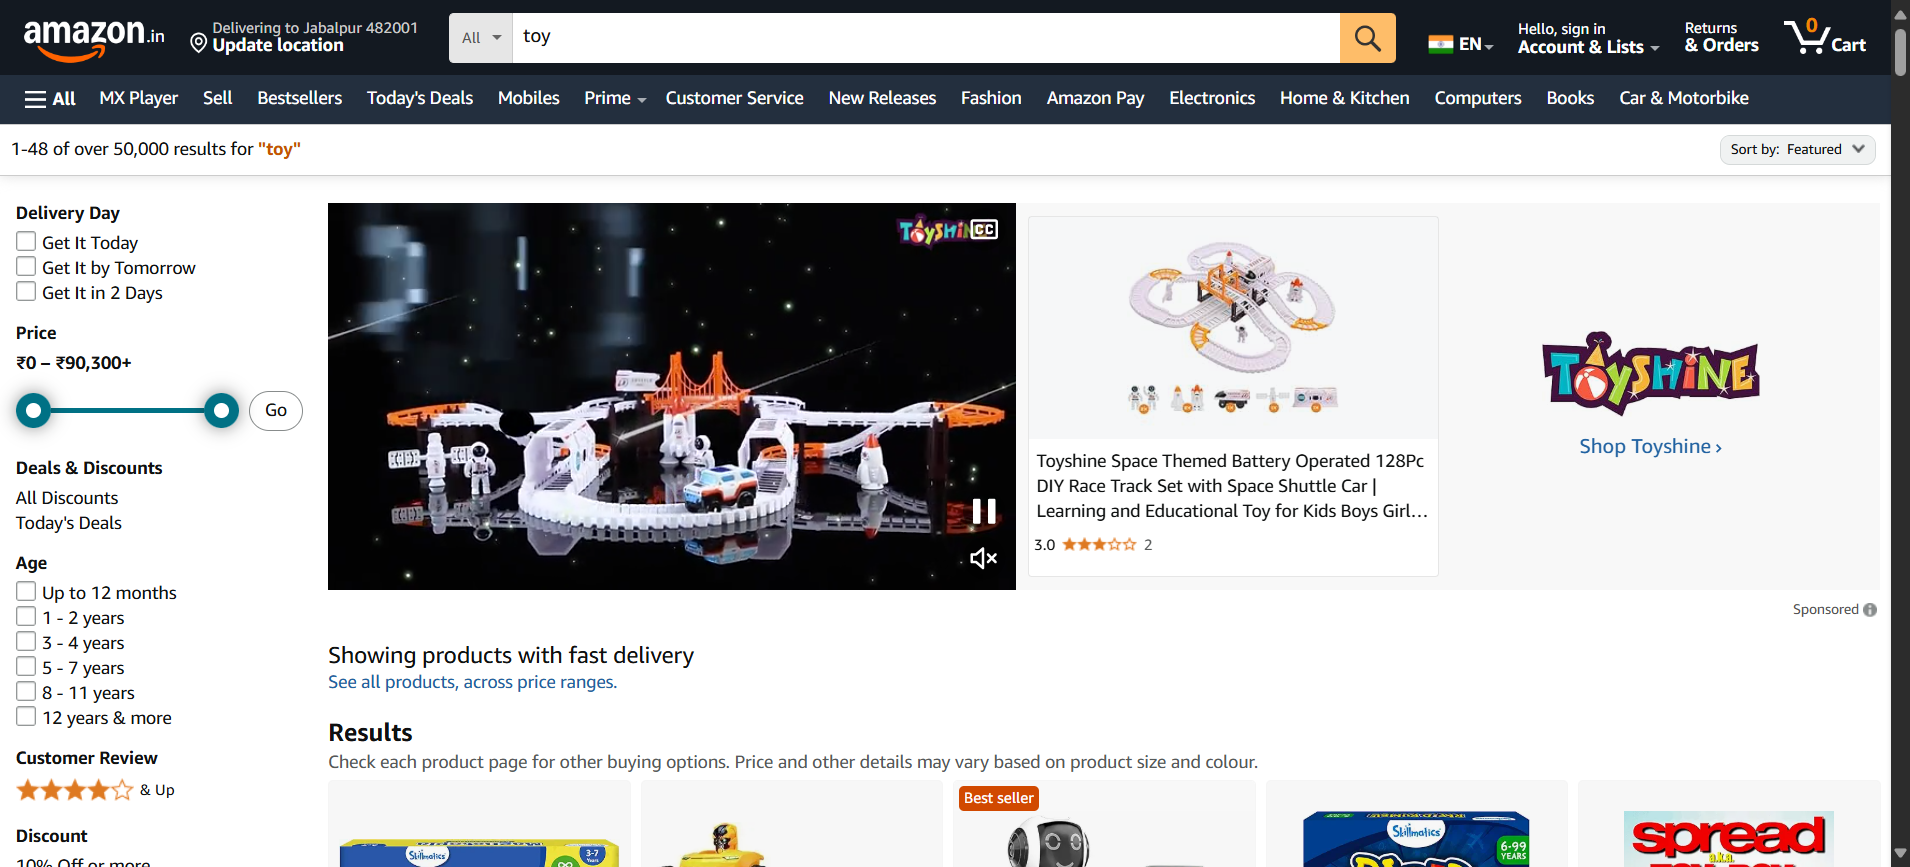 amazon.in
Delivering to Jabalpur 482001
Update location
All
toy
EN
Hello, sign in
Account & Lists
Returns
& Orders
0
Cart
All
MX Player
Sell
Bestsellers
Today's Deals
Mobiles
Prime
Customer Service
New Releases
Fashion
Amazon Pay
Electronics
Home & Kitchen
Computers
Books
Car & Motorbike
1-48 of over 50,000 results for "toy"
Sort by: Featured
Delivery Day
Get It Today
Get It by Tomorrow
Get It in 2 Days
Price
₹0 – ₹90,300+
Go
Deals & Discounts
All Discounts
Today's Deals
Age
Up to 12 months
1 - 2 years
3 - 4 years
5 - 7 years
8 - 11 years
12 years & more
Customer Review
& Up
Discount
10% Off or more
TOYSHINE
CC
Toyshine Space Themed Battery Operated 128Pc
DIY Race Track Set with Space Shuttle Car |
Learning and Educational Toy for Kids Boys Girl…
3.0
2
TOYSHINE
Shop Toyshine ›
Sponsored
Showing products with fast delivery
See all products, across price ranges.
Results
Check each product page for other buying options. Price and other details may vary based on product size and colour.
Skillmatics
3-7
Years
Best seller
Skillmatics
6-99
YEARS
spread
a.k.a.